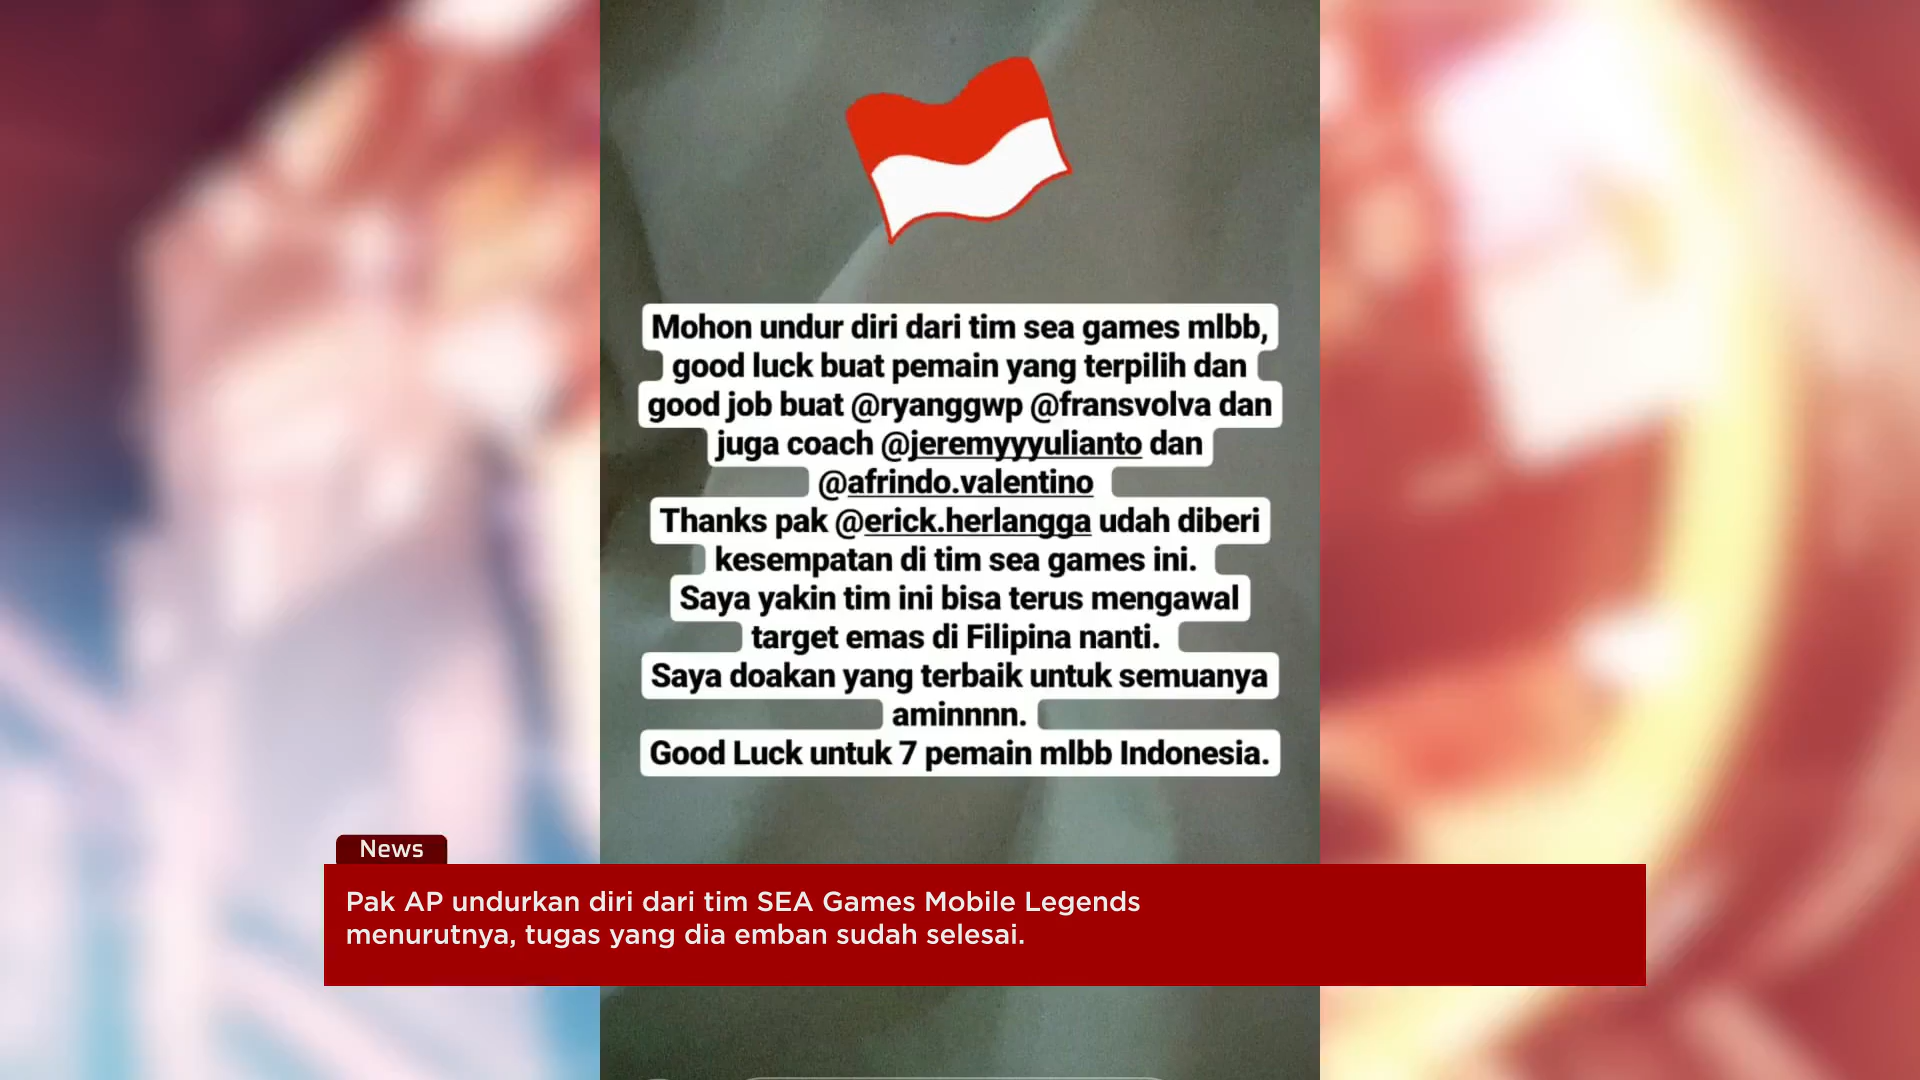 Mohon undur diri dari tim sea games mlbb,
good luck buat pemain yang terpilih dan
good job buat @ryanggwp @fransvolva dan
juga coach @jeremyyyulianto dan
@afrindo.valentino
Thanks pak @erick.herlangga udah diberi
kesempatan di tim sea games ini.
Saya yakin tim ini bisa terus mengawal
target emas di Filipina nanti.
Saya doakan yang terbaik untuk semuanya
aminnnn.
Good Luck untuk 7 pemain mlbb Indonesia.
News
Pak AP undurkan diri dari tim SEA Games Mobile Legends
menurutnya, tugas yang dia emban sudah selesai.